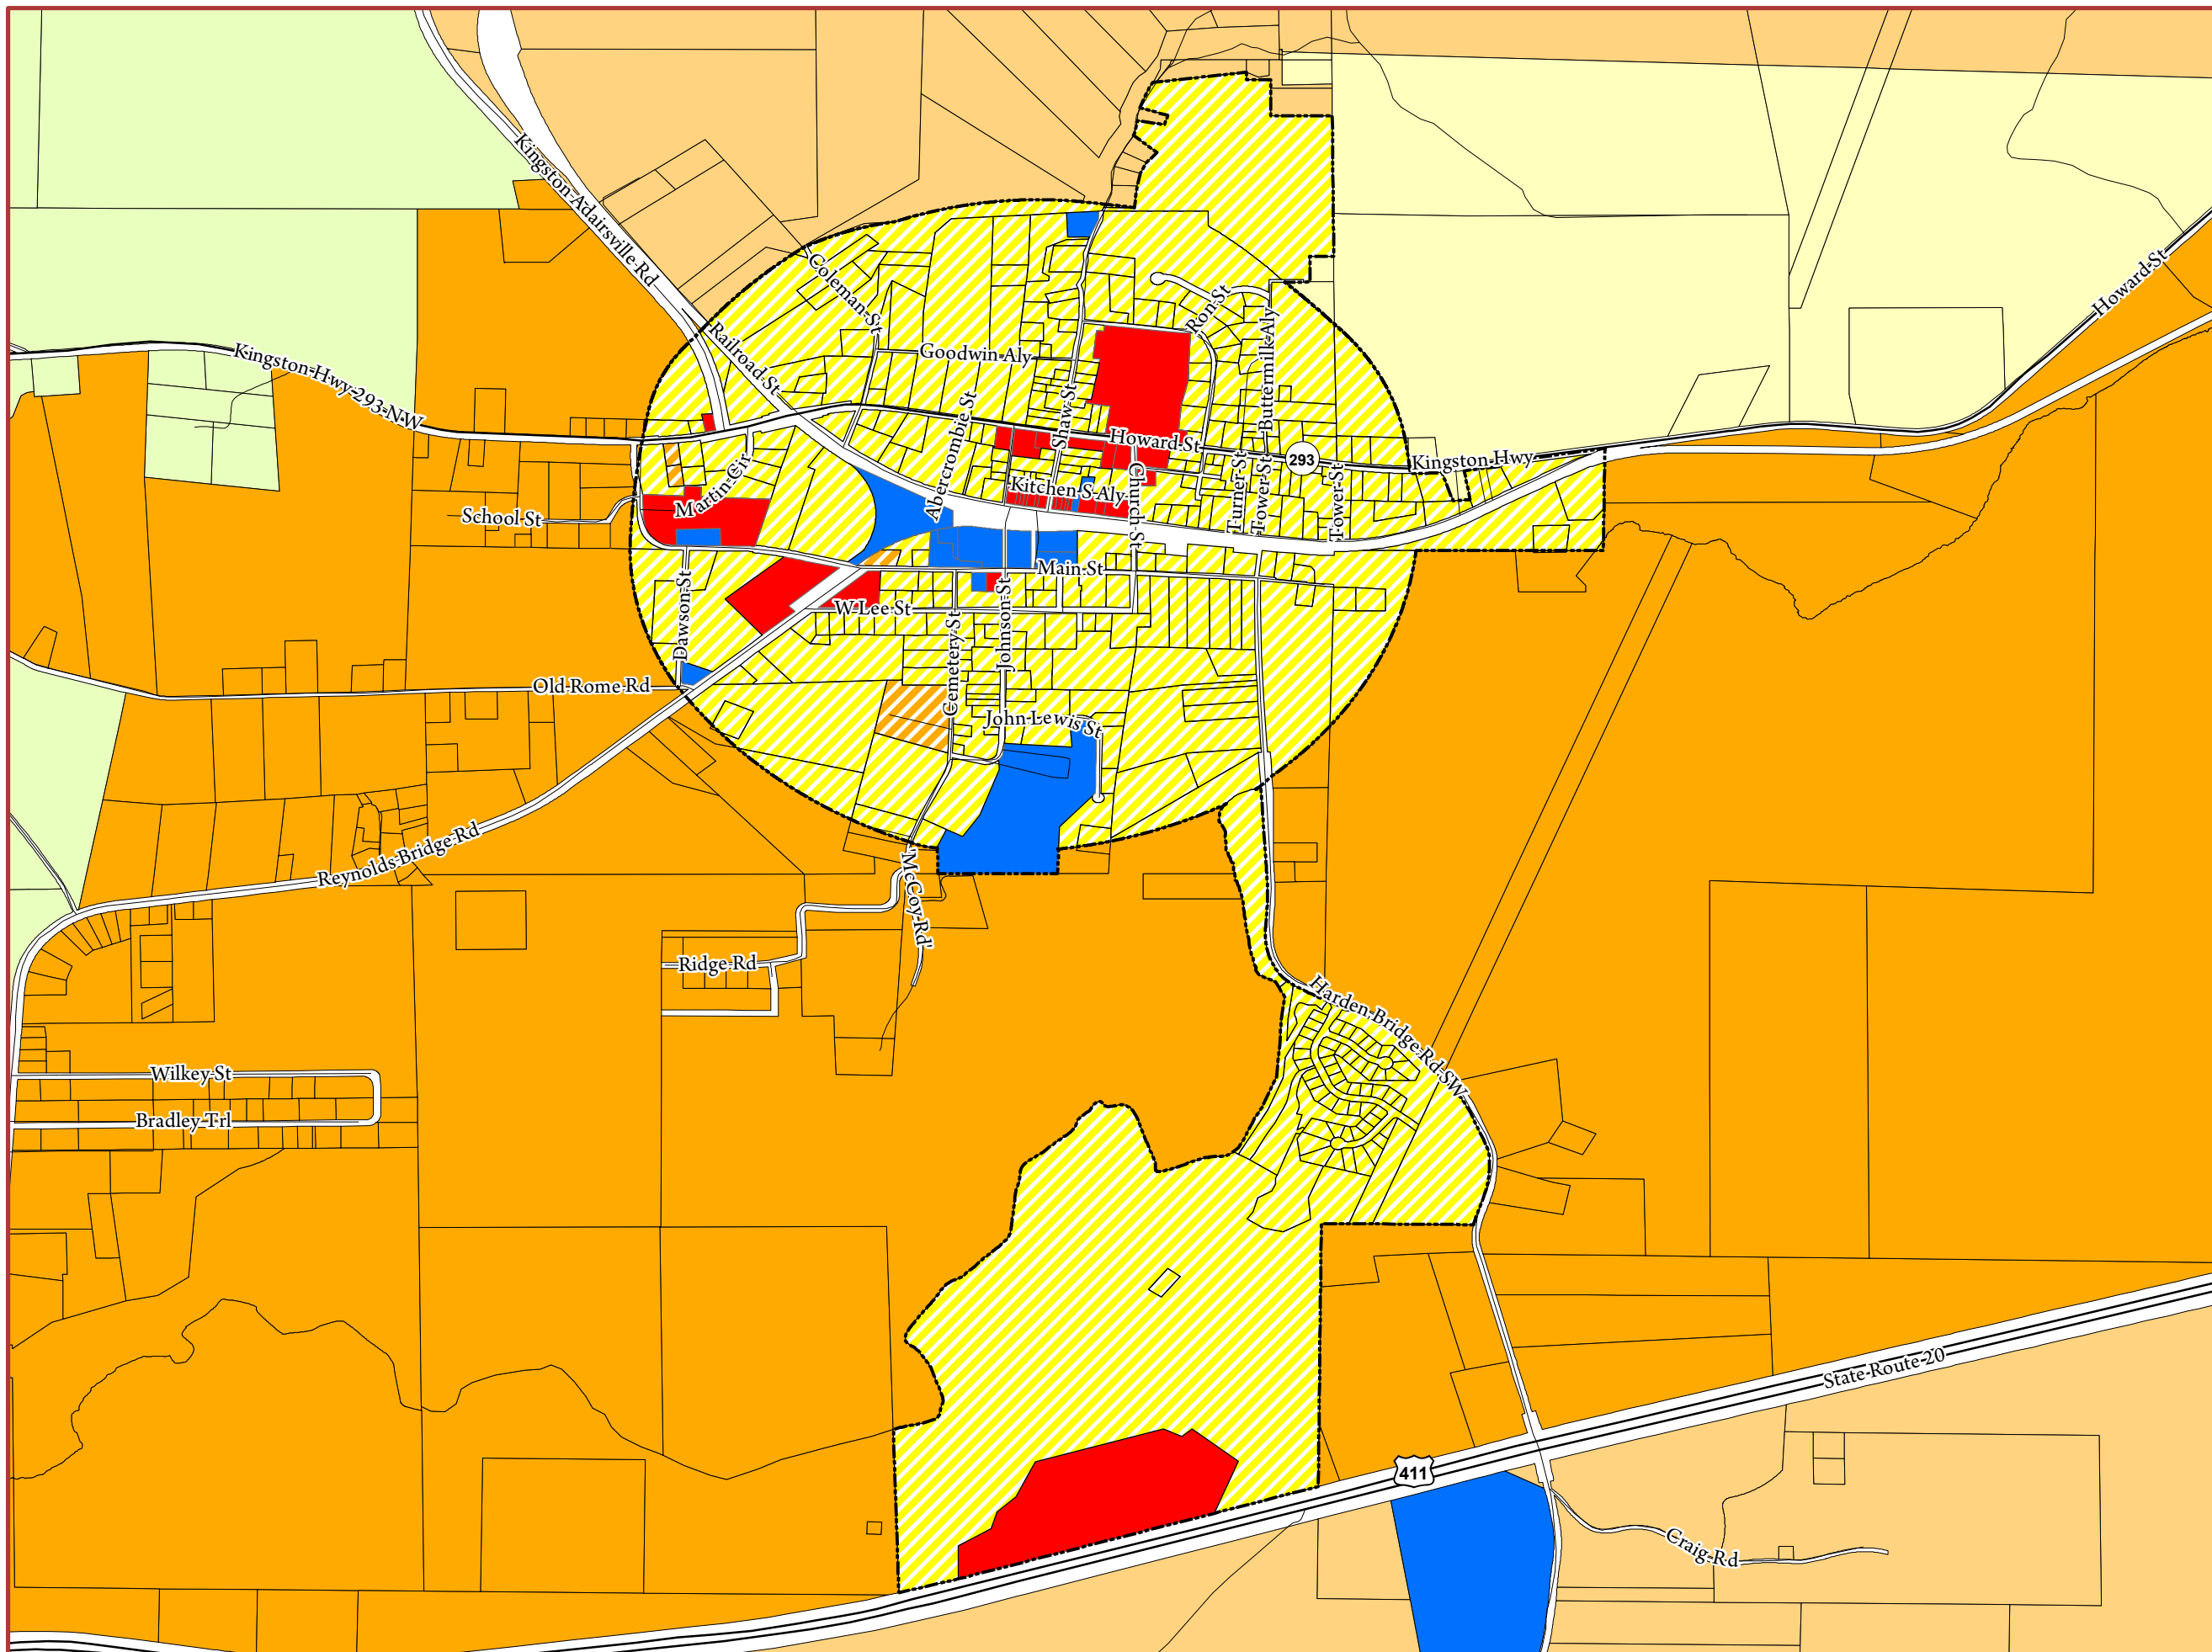 Kingston-Adairsville Rd
Howard St
Coleman St
Ron St
Buttermilk Aly
Railroad St
Goodwin Aly
Kingston Hwy 293 NW
Shaw St
Abercrombie St
Howard St
293
Kingston Hwy
Martin Cir
Kitchen S Aly
Church St
Turner St
Tower St
Tower St
School St
Main St
Dawson St
W Lee St
Cemetery St
Johnson St
Old Rome Rd
John Lewis St
Reynolds Bridge Rd
'McCoy Rd'
Ridge Rd
Harden Bridge Rd SW
Wilkey St
Bradley Trl
State Route 20
411
Craig Rd